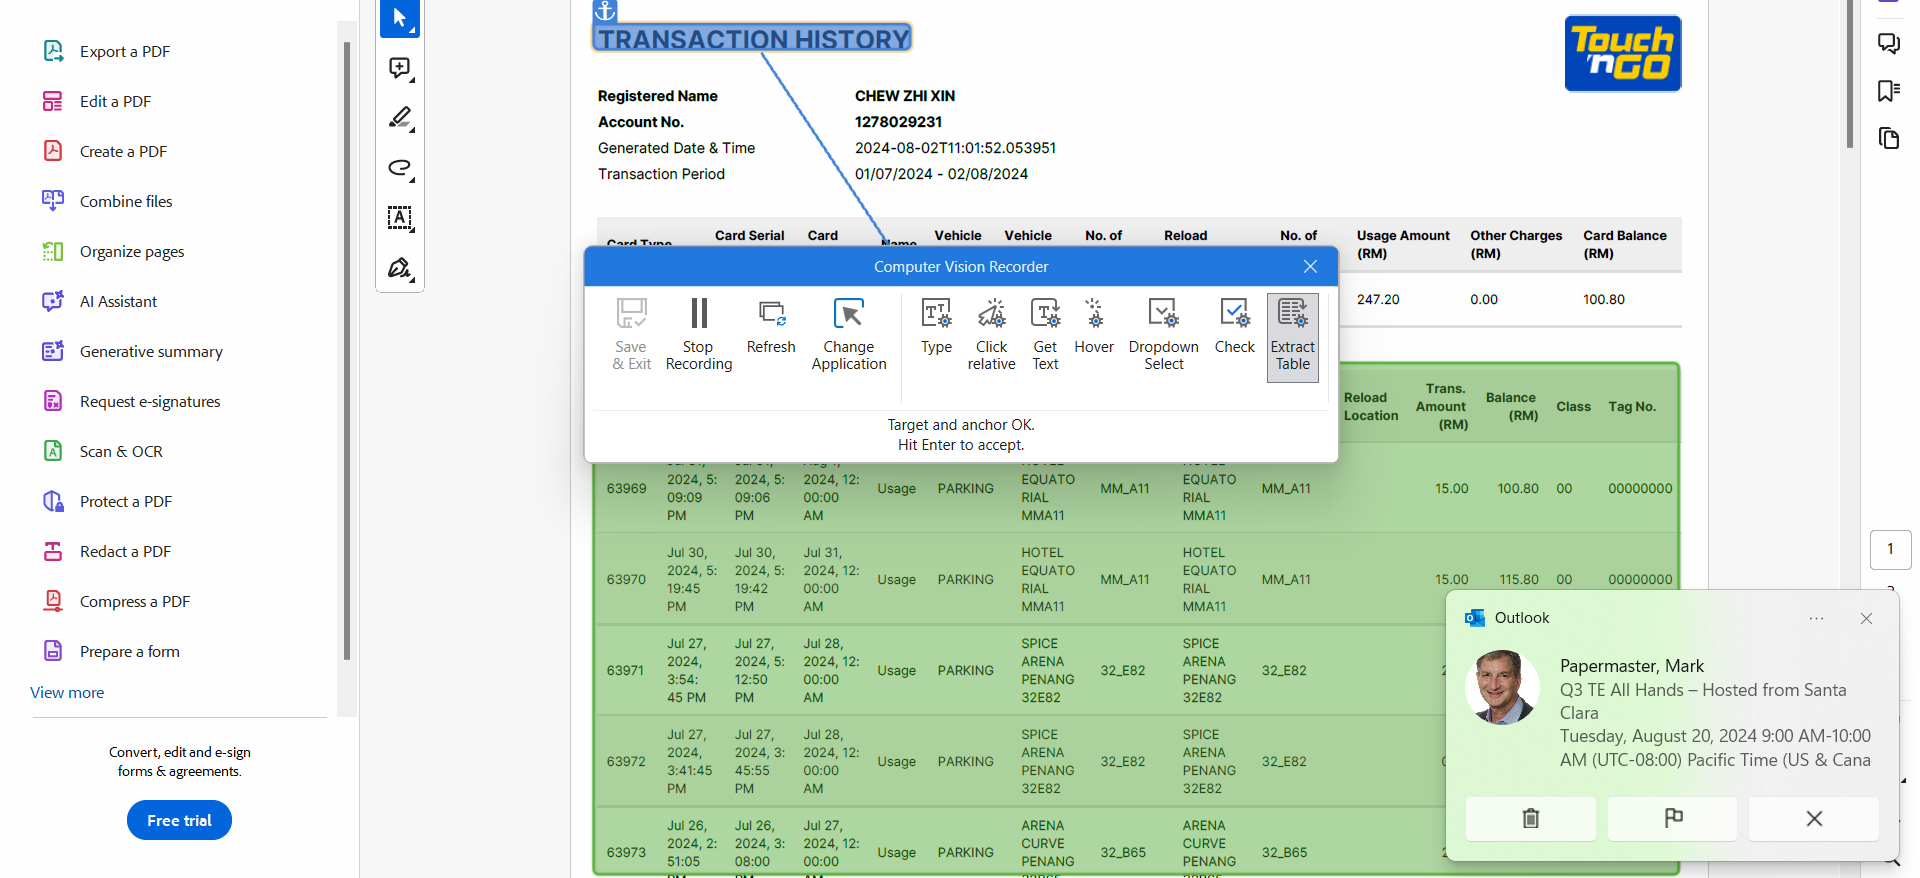 Export a PDF
Edit a PDF
Create a PDF
Combine files
Organize pages
AI Assistant
Generative summary
Request e-signatures
Scan & OCR
Protect a PDF
Redact a PDF
Compress a PDF
Prepare a form
View more
Convert, edit and e-sign
forms & agreements.
Free trial
TRANSACTION HISTORY
Touch
'nGO
Registered Name CHEW ZHI XIN
Account No. 1278029231
Generated Date & Time 2024-08-02T11:01:52.053951
Transaction Period 01/07/2024 - 02/08/2024
Card Serial Card Vehicle Vehicle No. of Reload No. of Usage Amount Other Charges Card Balance
Card Type Name (RM) (RM) (RM)
247.20 0.00 100.80
Computer Vision Recorder
Save
& Exit
Stop
Recording
Refresh
Change
Application
Type
Click
relative
Get
Text
Hover
Dropdown
Select
Check
Extract
Table
Target and anchor OK.
Hit Enter to accept.
Reload
Location
Trans.
Amount
(RM)
Balance
(RM)
Class
Tag No.
Jul 31, Jul 31, Aug 1, HOTEL HOTEL
2024, 5: 2024, 5: 2024, 12: EQUATO EQUATO
63969 09:09 09:06 00:00 Usage PARKING RIAL MM_A11 RIAL MM_A11 15.00 100.80 00 00000000
PM PM AM MMA11 MMA11
Jul 30, Jul 30, Jul 31, HOTEL HOTEL
2024, 5: 2024, 5: 2024, 12: EQUATO EQUATO
63970 19:45 19:42 00:00 Usage PARKING RIAL MM_A11 RIAL MM_A11 15.00 115.80 00 00000000
PM PM AM MMA11 MMA11
Jul 27, Jul 27, Jul 28, SPICE SPICE
2024, 2024, 5: 2024, 12: ARENA ARENA
63971 3:54: 12:50 00:00 Usage PARKING PENANG 32_E82 PENANG 32_E82 2
45 PM PM AM 32E82 32E82
Jul 27, Jul 27, Jul 28, SPICE SPICE
2024, 2024, 3: 2024, 12: ARENA ARENA
63972 3:41:45 45:55 00:00 Usage PARKING PENANG 32_E82 PENANG 32_E82
PM PM AM 32E82 32E82
Jul 26, Jul 26, Jul 27, ARENA ARENA
2024, 2: 2024, 3: 2024, 12: CURVE CURVE
63973 51:05 08:00 00:00 Usage PARKING PENANG 32_B65 PENANG 32_B65 2
1
Outlook
Papermaster, Mark
Q3 TE All Hands – Hosted from Santa
Clara
Tuesday, August 20, 2024 9:00 AM-10:00
AM (UTC-08:00) Pacific Time (US & Cana